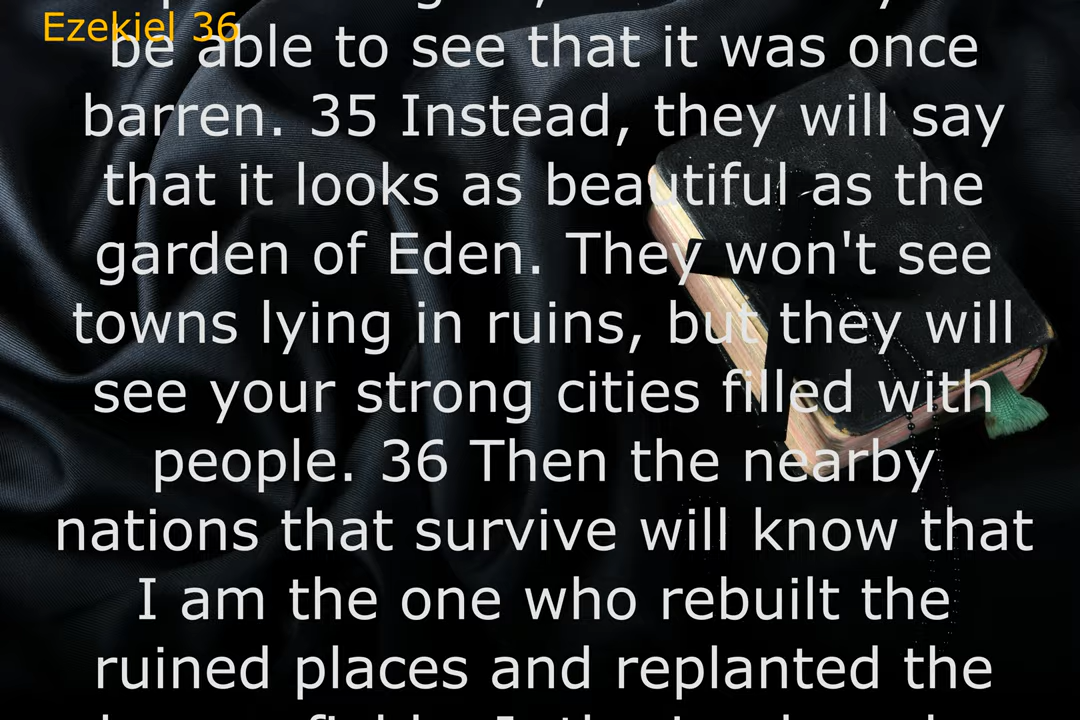 Ezekiel 36
be able to see that it was once
barren. 35 Instead, they will say
that it looks as beautiful as the
garden of Eden. They won't see
towns lying in ruins, but they will
see your strong cities filled with
people. 36 Then the nearby
nations that survive will know that
I am the one who rebuilt the
ruined places and replanted the